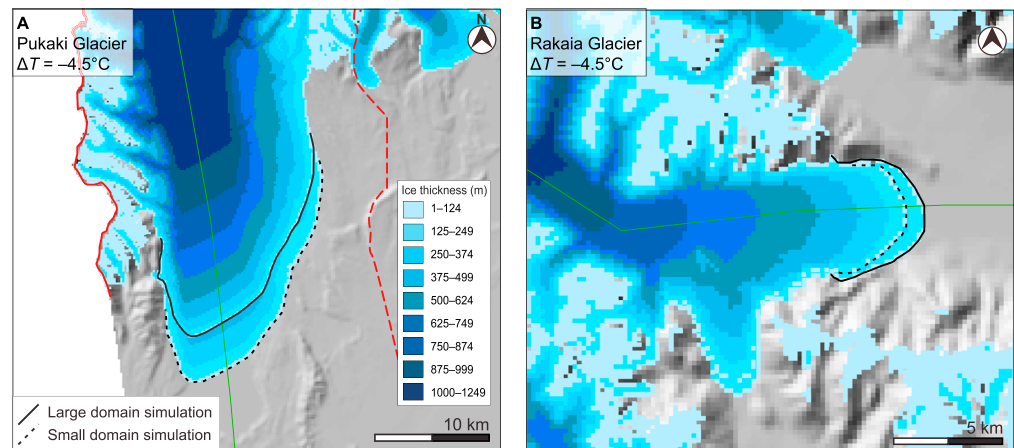 A
Pukaki Glacier
ΔT = –4.5°C
N
Ice thickness (m)
1–124
125–249
250–374
375–499
500–624
625–749
750–874
875–999
1000–1249
Large domain simulation
Small domain simulation
10 km
B
Rakaia Glacier
ΔT = –4.5°C
5 km